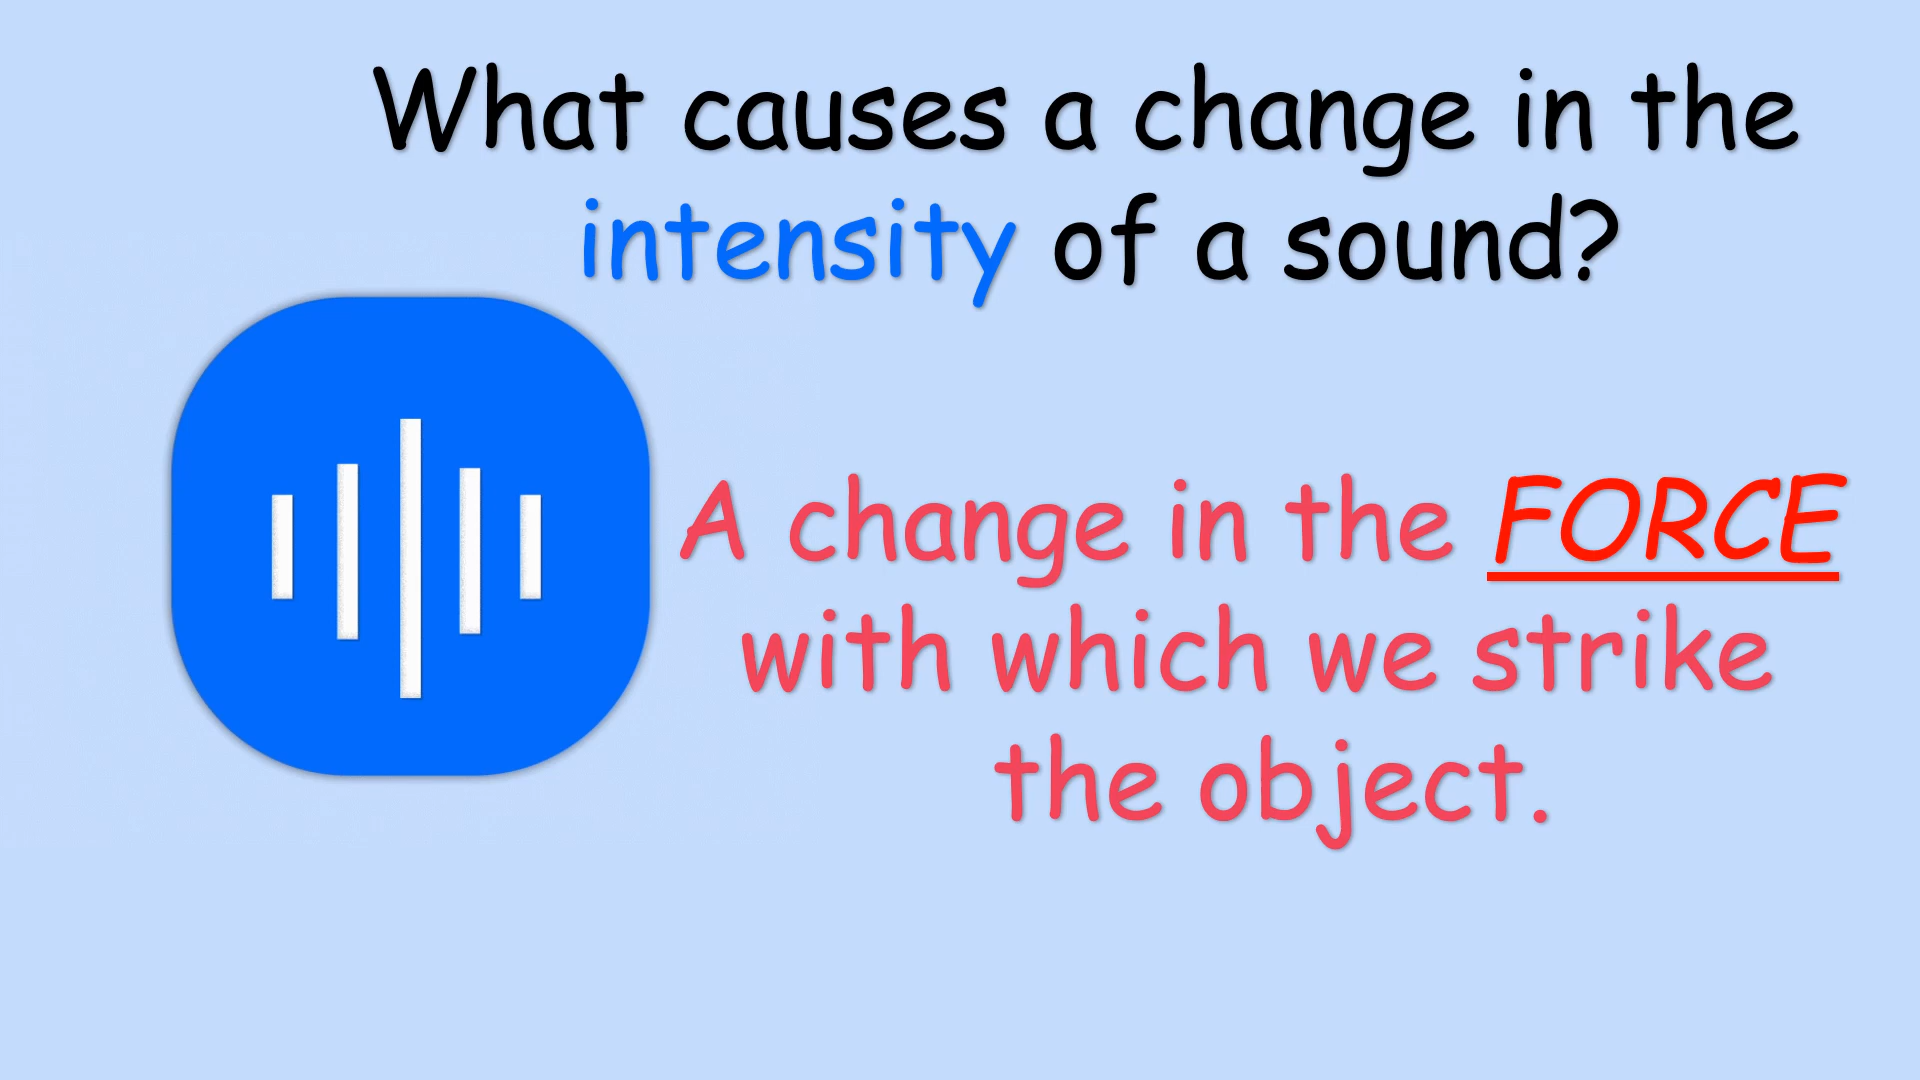 What causes a change in the
intensity of a sound?
A change in the FORCE
with which we strike
the object.